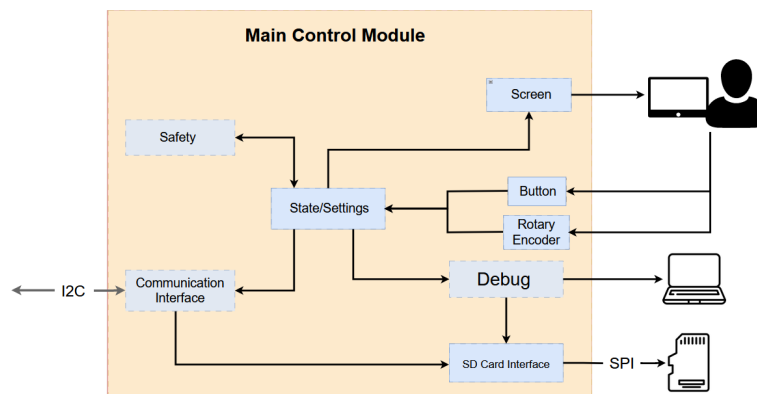 Main Control Module
Screen
Safety
Button
State/Settings
Rotary
Encoder
Debug
Communication
Interface
I2C
SD Card Interface
SPI